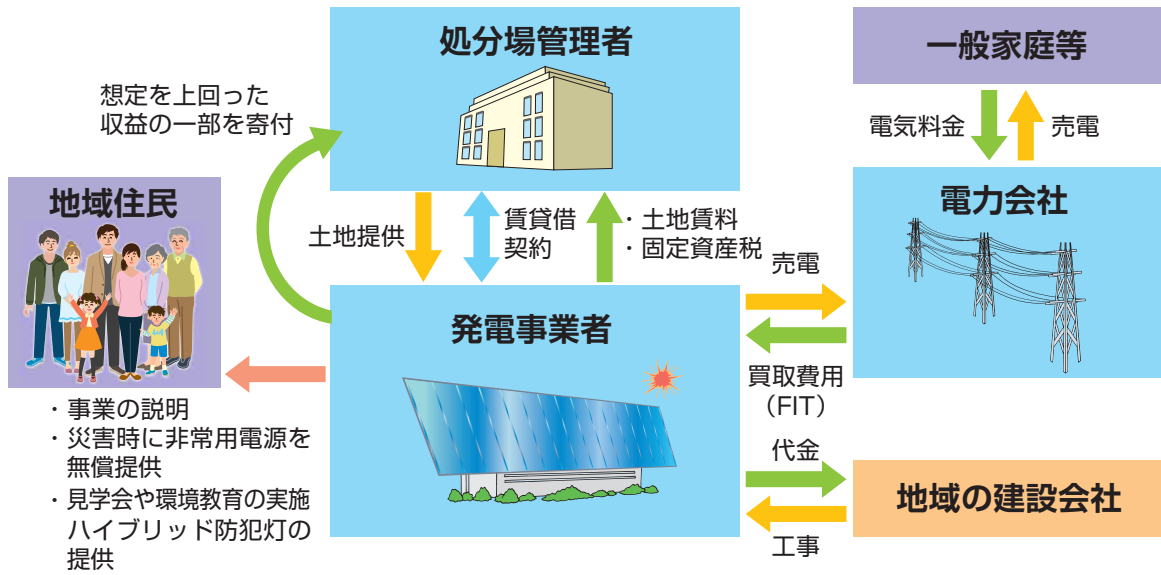 処分場管理者
一般家庭等
想定を上回った
収益の一部を寄付
電気料金
売電
地域住民
電力会社
土地提供
賃貸借
契約
・土地賃料
・固定資産税
売電
発電事業者
買取費用
（FIT）
・事業の説明
・災害時に非常用電源を
無償提供
・見学会や環境教育の実施
ハイブリッド防犯灯の
提供
代金
地域の建設会社
工事